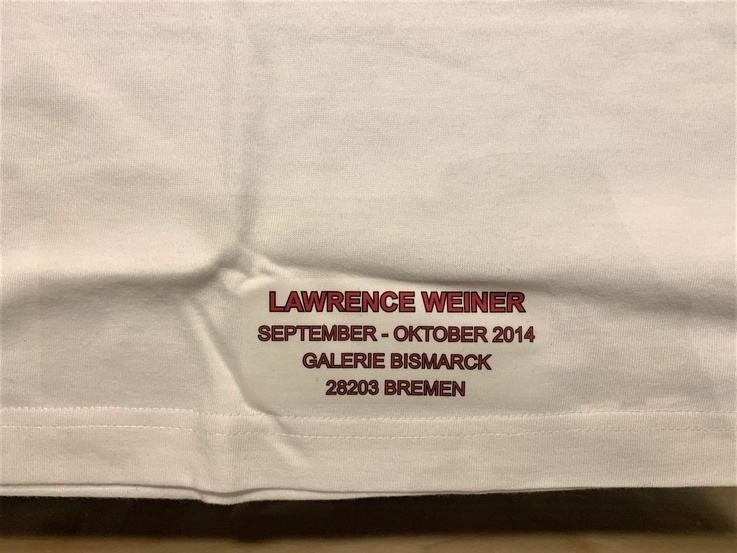 LAWRENCE WEINER
SEPTEMBER - OKTOBER 2014
GALERIE BISMARCK
28203 BREMEN